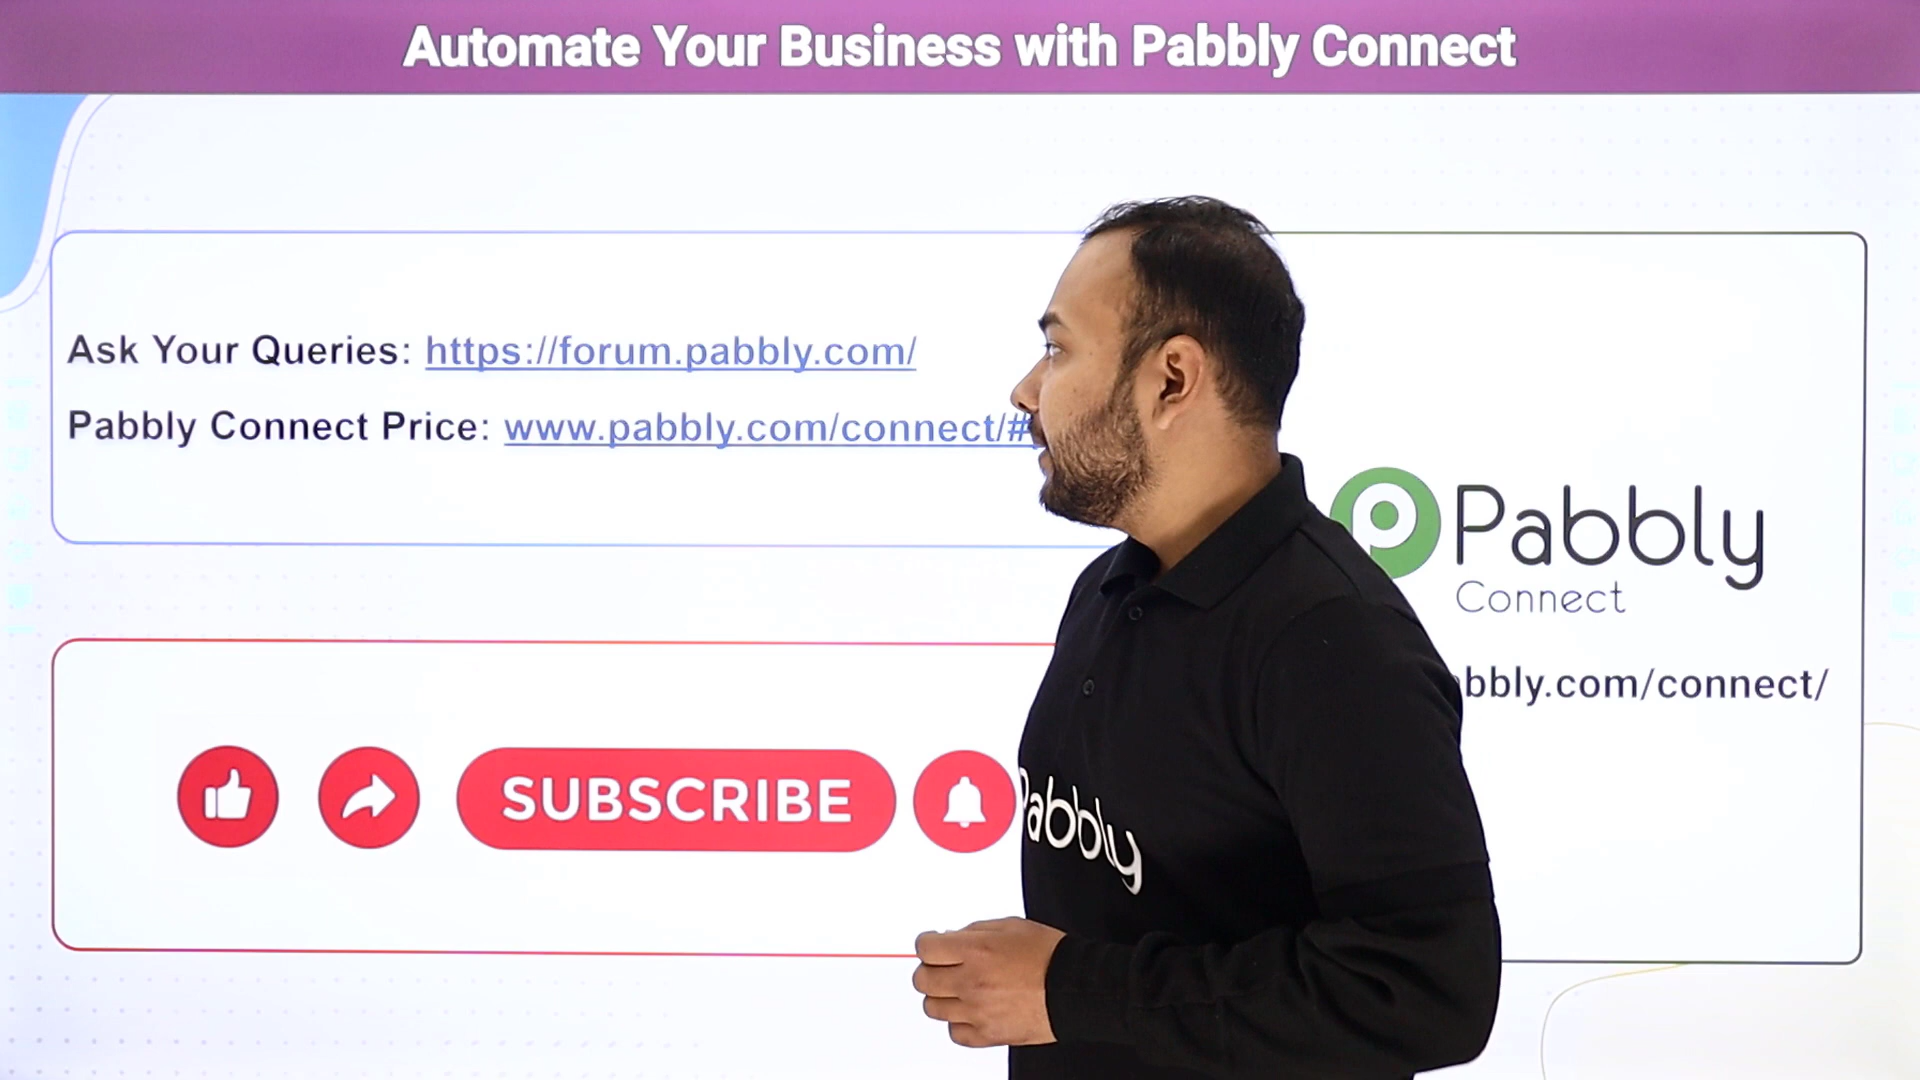 Automate Your Business with Pabbly Connect
Ask Your Queries: https://forum.pabbly.com/
Pabbly Connect Price: www.pabbly.com/connect/#
Pabbly
Connect
bbly.com/connect/
SUBSCRIBE
Pabbly